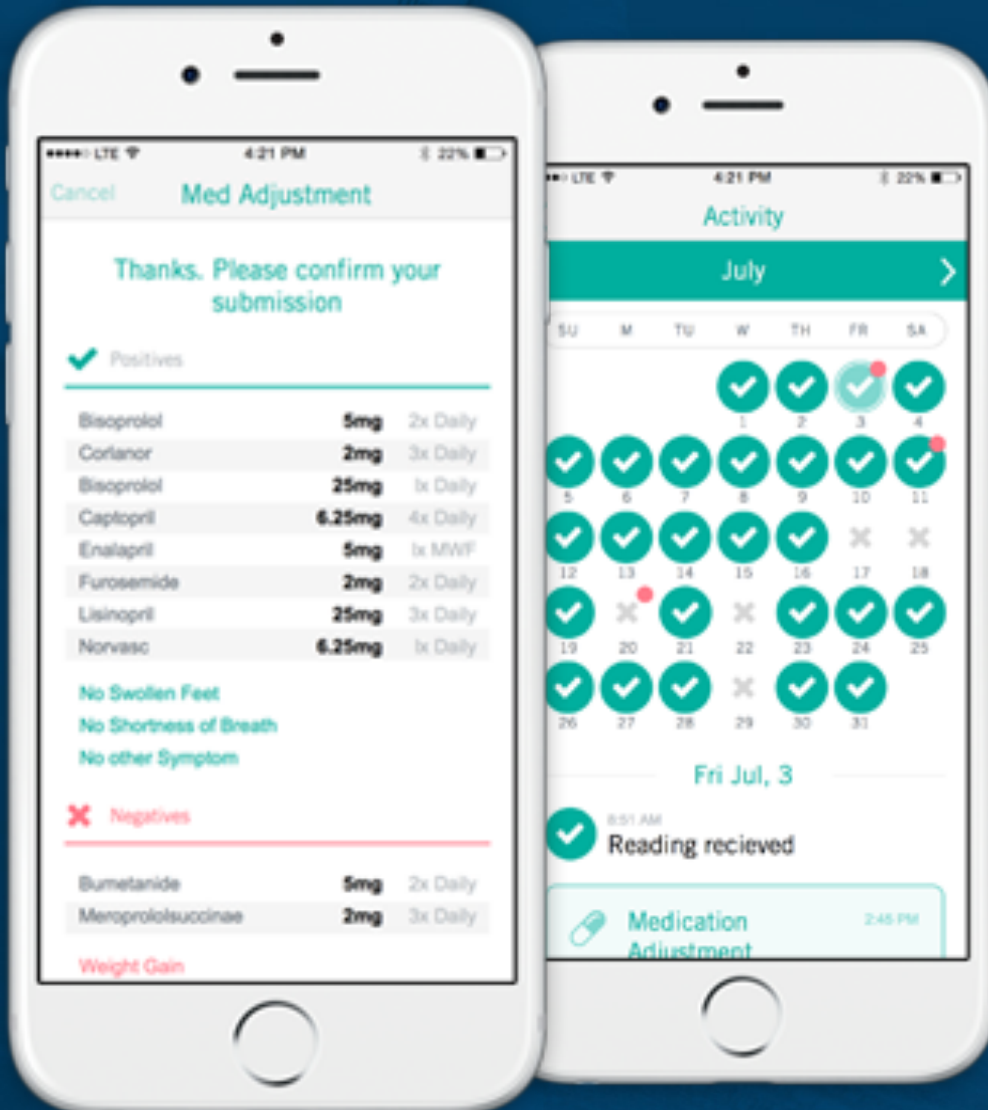 LTE 4:21 PM 22%
Cancel Med Adjustment
Thanks. Please confirm your
submission
Positives
Bisoprolol 5mg 2x Daily
Corlanor 2mg 3x Daily
Bisoprolol 25mg 1x Daily
Captopril 6.25mg 4x Daily
Enalapril 5mg 1x MWF
Furosemide 2mg 2x Daily
Lisinopril 25mg 3x Daily
Norvasc 6.25mg 1x Daily
No Swollen Feet
No Shortness of Breath
No other Symptom
Negatives
Bumetanide 5mg 2x Daily
Meroprololsuccinae 2mg 3x Daily
Weight Gain
LTE 4:21 PM 22%
Activity
July
SU M TU W TH FR SA
1 2 3 4
5 6 7 8 9 10 11
12 13 14 15 16 17 18
19 20 21 22 23 24 25
26 27 28 29 30 31
Fri Jul, 3
8:51 AM
Reading recieved
Medication 2:45 PM
Adjustment